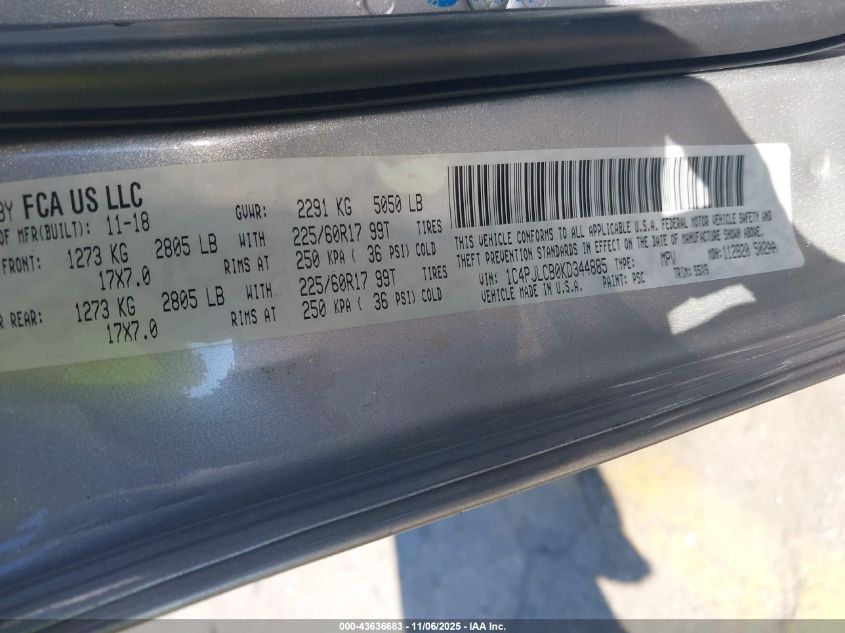 BY FCA US LLC
OF MFR(BUILT): 11-18 GVWR: 2291 KG 5050 LB
FRONT: 1273 KG 2805 LB WITH 225/60R17 99T TIRES
17X7.0 RIMS AT 250 KPA ( 36 PSI) COLD
REAR: 1273 KG 2805 LB WITH 225/60R17 99T TIRES
17X7.0 RIMS AT 250 KPA ( 36 PSI) COLD
THIS VEHICLE CONFORMS TO ALL APPLICABLE U.S.A. FEDERAL MOTOR VEHICLE SAFETY AND
THEFT PREVENTION STANDARDS IN EFFECT ON THE DATE OF MANUFACTURE SHOWN ABOVE.
VIN: 1C4PJLCB0KD344885 TYPE: MPV MDH: 112920 502AA
VEHICLE MADE IN U.S.A. PAINT: PSC TRIM:
000-43636683 - 11/06/2025 - IAA Inc.